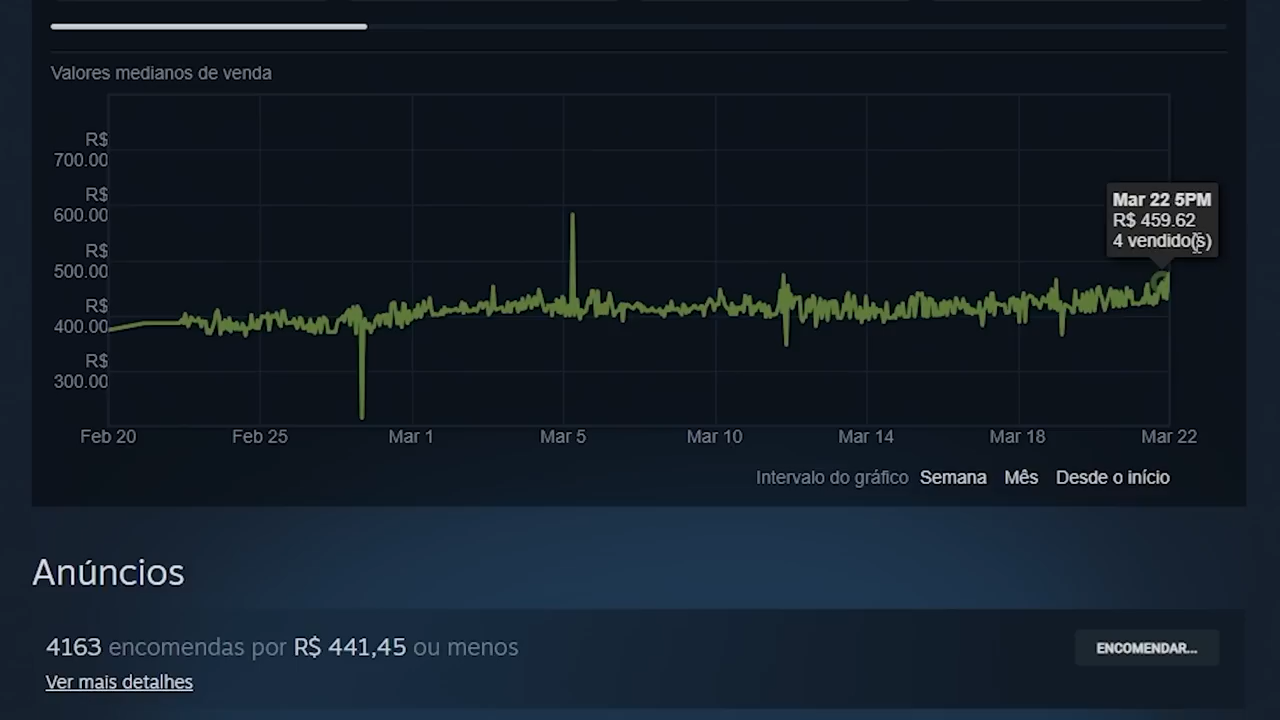 Valores medianos de venda
R$
700.00
R$
600.00
R$
500.00
R$
400.00
R$
300.00
Mar 22 5PM
R$ 459.62
4 vendido(s)
Feb 20 Feb 25 Mar 1 Mar 5 Mar 10 Mar 14 Mar 18 Mar 22
Intervalo do gráfico Semana Mês Desde o início
Anúncios
4163 encomendas por R$ 441,45 ou menos
ENCOMENDAR...
Ver mais detalhes